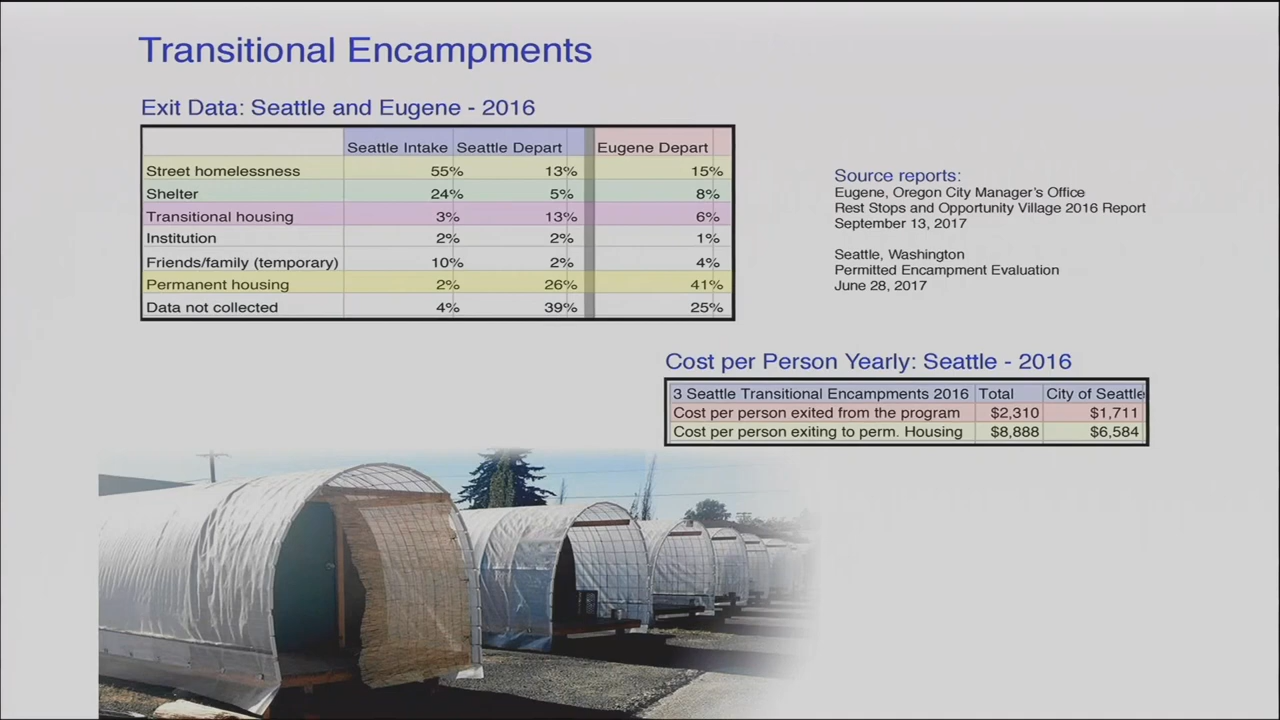 Transitional Encampments
Exit Data: Seattle and Eugene - 2016
Seattle Intake Seattle Depart Eugene Depart
Street homelessness 55% 13% 15%
Shelter 24% 5% 8%
Transitional housing 3% 13% 6%
Institution 2% 2% 1%
Friends/family (temporary) 10% 2% 4%
Permanent housing 2% 26% 41%
Data not collected 4% 39% 25%
Source reports:
Eugene, Oregon City Manager's Office
Rest Stops and Opportunity Village 2016 Report
September 13, 2017
Seattle, Washington
Permitted Encampment Evaluation
June 28, 2017
Cost per Person Yearly: Seattle - 2016
3 Seattle Transitional Encampments 2016 Total City of Seattle
Cost per person exited from the program $2,310 $1,711
Cost per person exiting to perm. Housing $8,888 $6,584